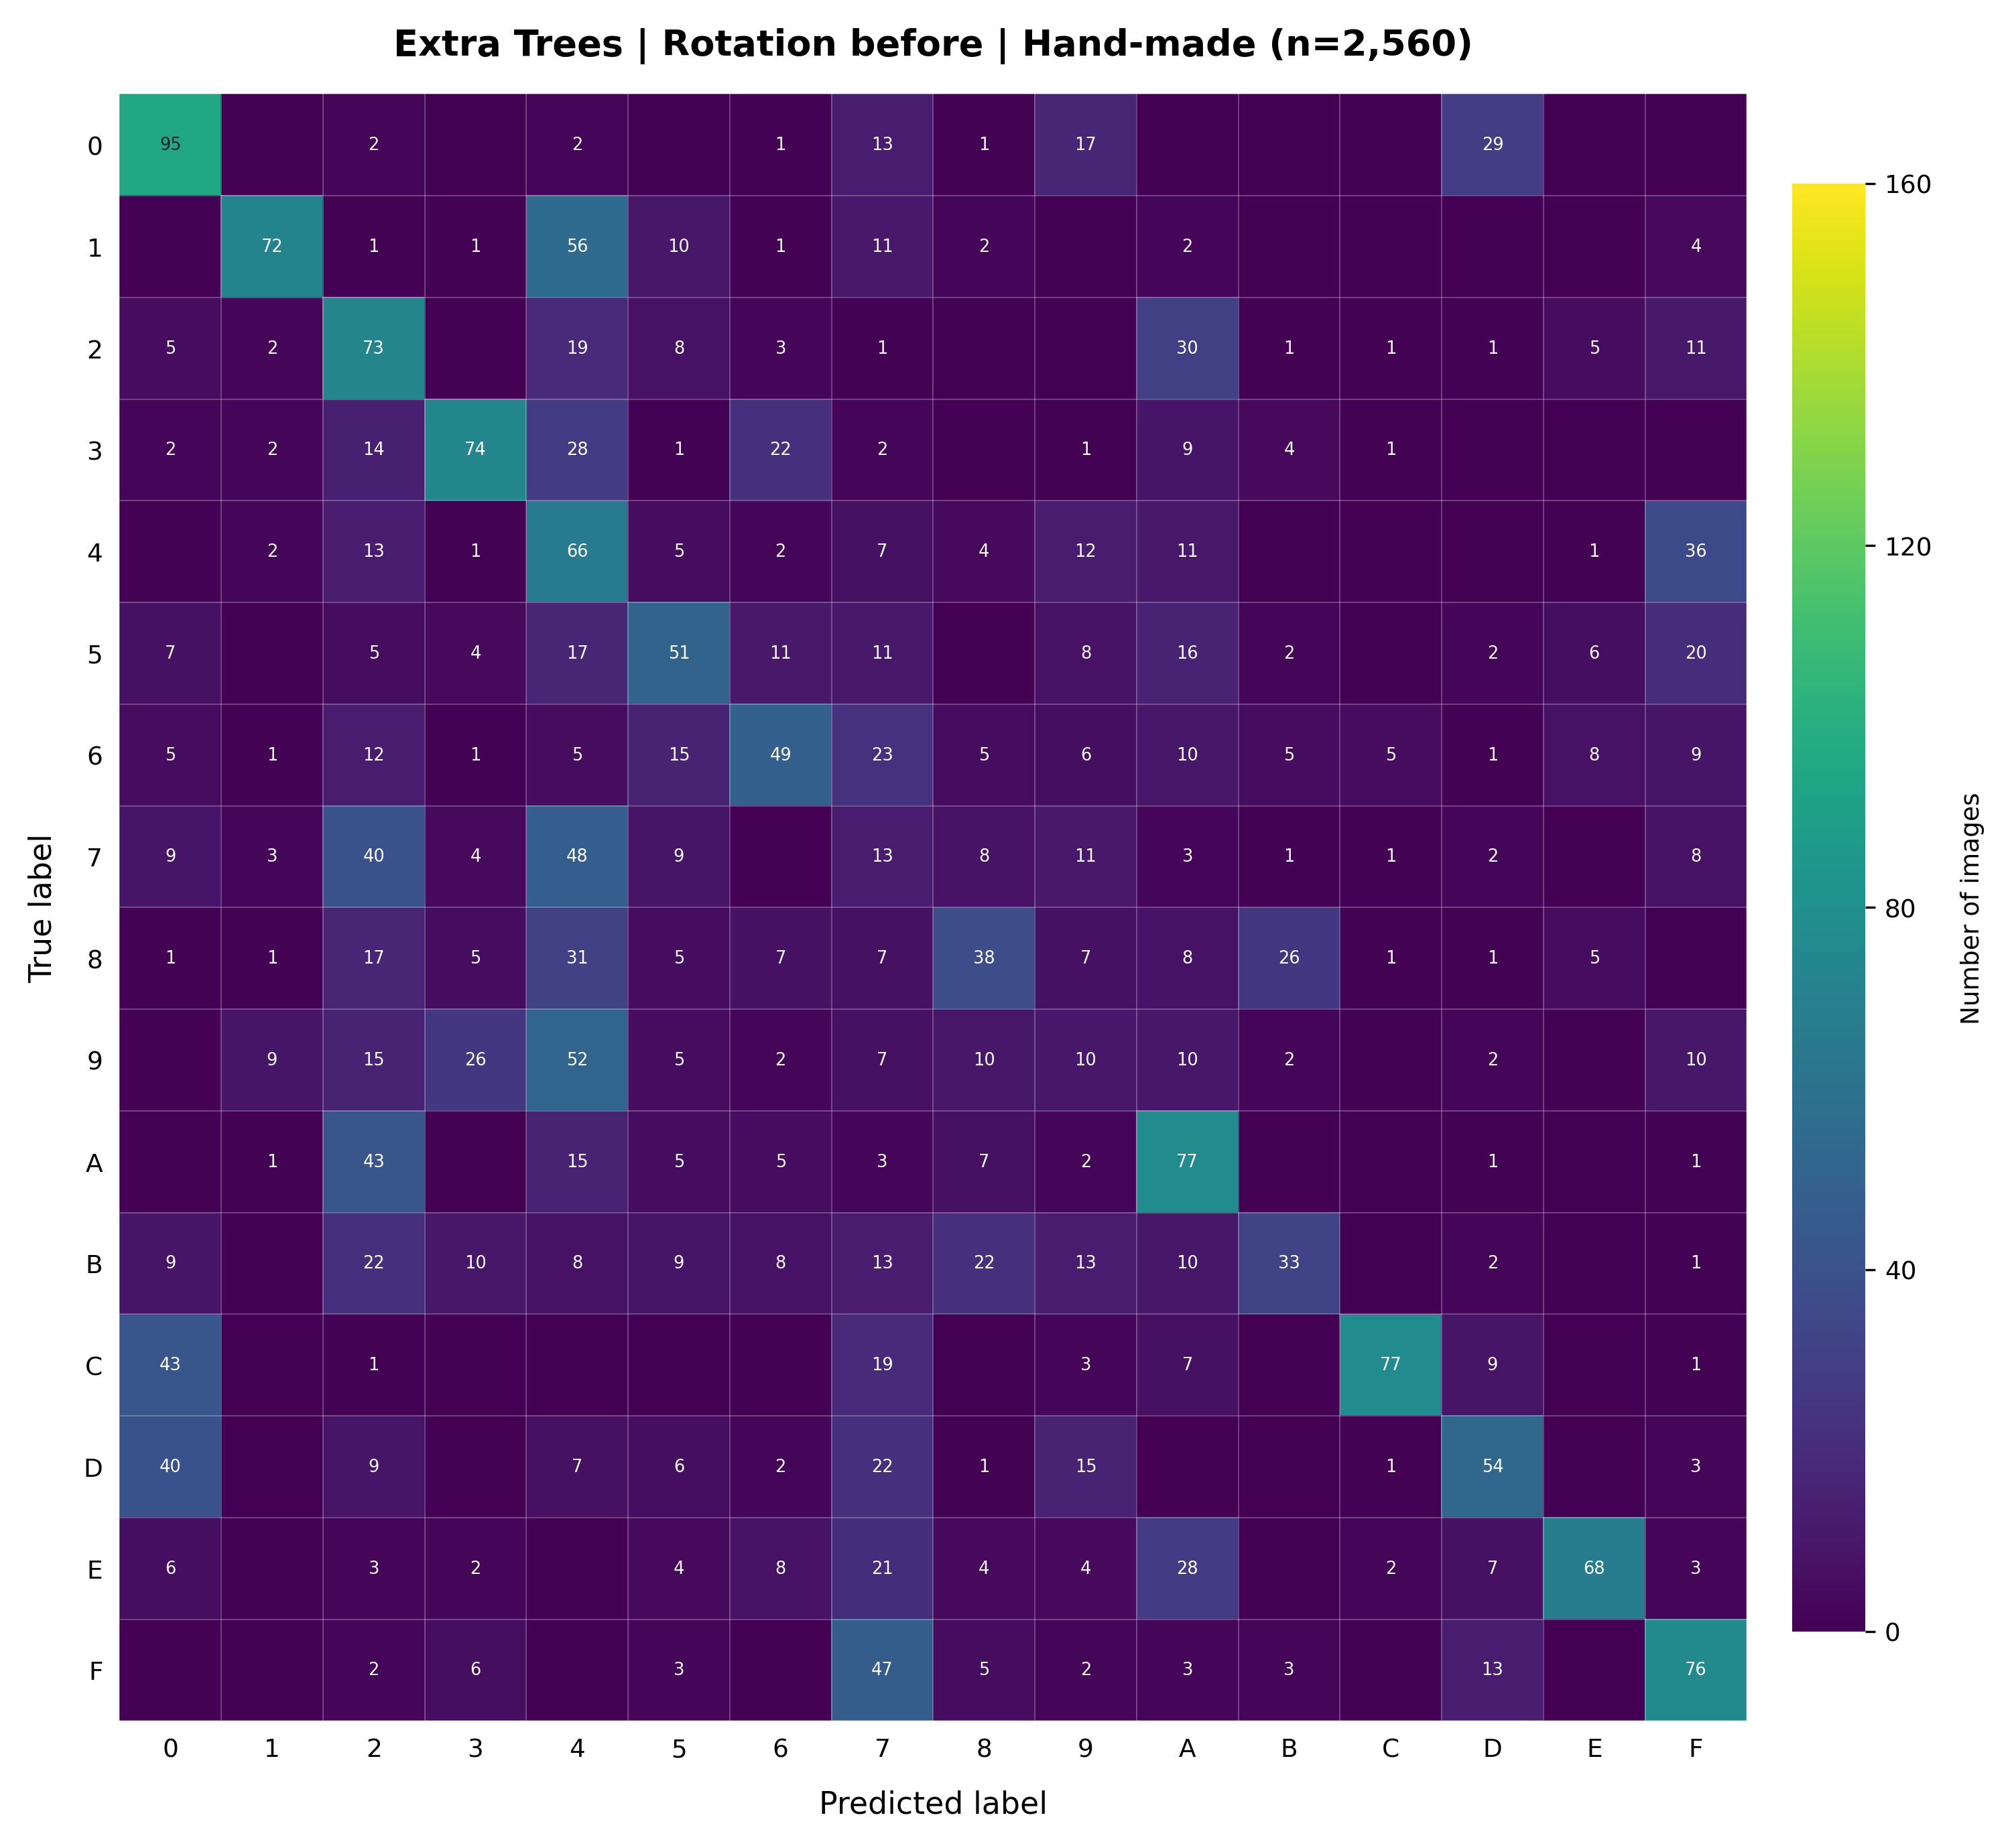 Extra Trees | Rotation before | Hand-made (n=2,560)
0 95 2 2 1 13 1 17 29
1 72 1 1 56 10 1 11 2 2 4
2 5 2 73 19 8 3 1 30 1 1 1 5 11
3 2 2 14 74 28 1 22 2 1 9 4 1
4 2 13 1 66 5 2 7 4 12 11 1 36
5 7 5 4 17 51 11 11 8 16 2 2 6 20
6 5 1 12 1 5 15 49 23 5 6 10 5 5 1 8 9
7 9 3 40 4 48 9 13 8 11 3 1 1 2 8
8 1 1 17 5 31 5 7 7 38 7 8 26 1 1 5
9 9 15 26 52 5 2 7 10 10 10 2 2 10
A 1 43 15 5 5 3 7 2 77 1 1
B 9 22 10 8 9 8 13 22 13 10 33 2 1
C 43 1 19 3 7 77 9 1
D 40 9 7 6 2 22 1 15 1 54 3
E 6 3 2 4 8 21 4 4 28 2 7 68 3
F 2 6 3 47 5 2 3 3 13 76
0 1 2 3 4 5 6 7 8 9 A B C D E F
Predicted label
True label
160
120
80
40
0
Number of images